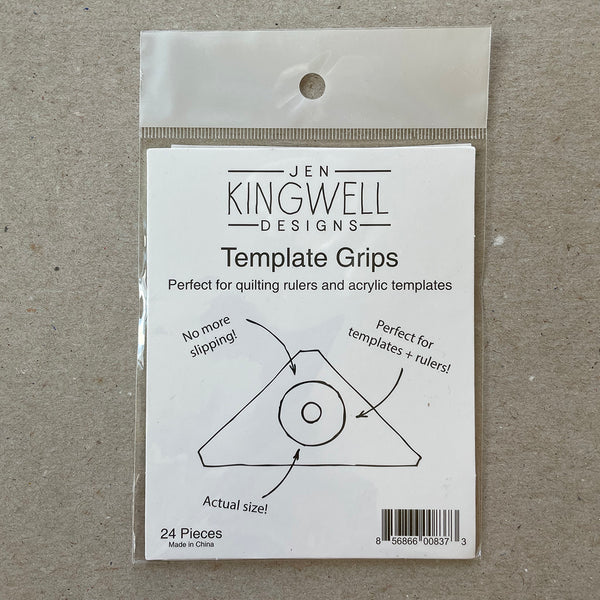 JEN
KINGWELL
DESIGNS
Template Grips
Perfect for quilting rulers and acrylic templates
No more
slipping!
Perfect for
templates + rulers!
Actual size!
24 Pieces
Made in China
8 56866 00837 3